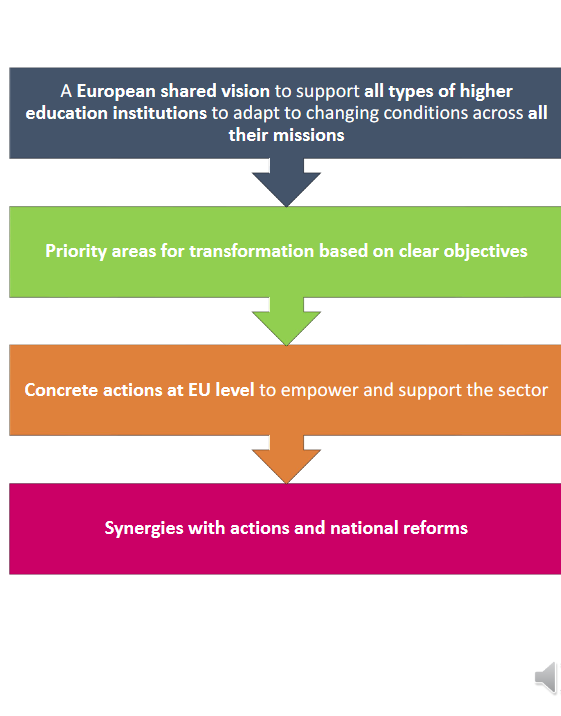 A European shared vision to support all types of higher
education institutions to adapt to changing conditions across all
their missions
Priority areas for transformation based on clear objectives
Concrete actions at EU level to empower and support the sector
Synergies with actions and national reforms